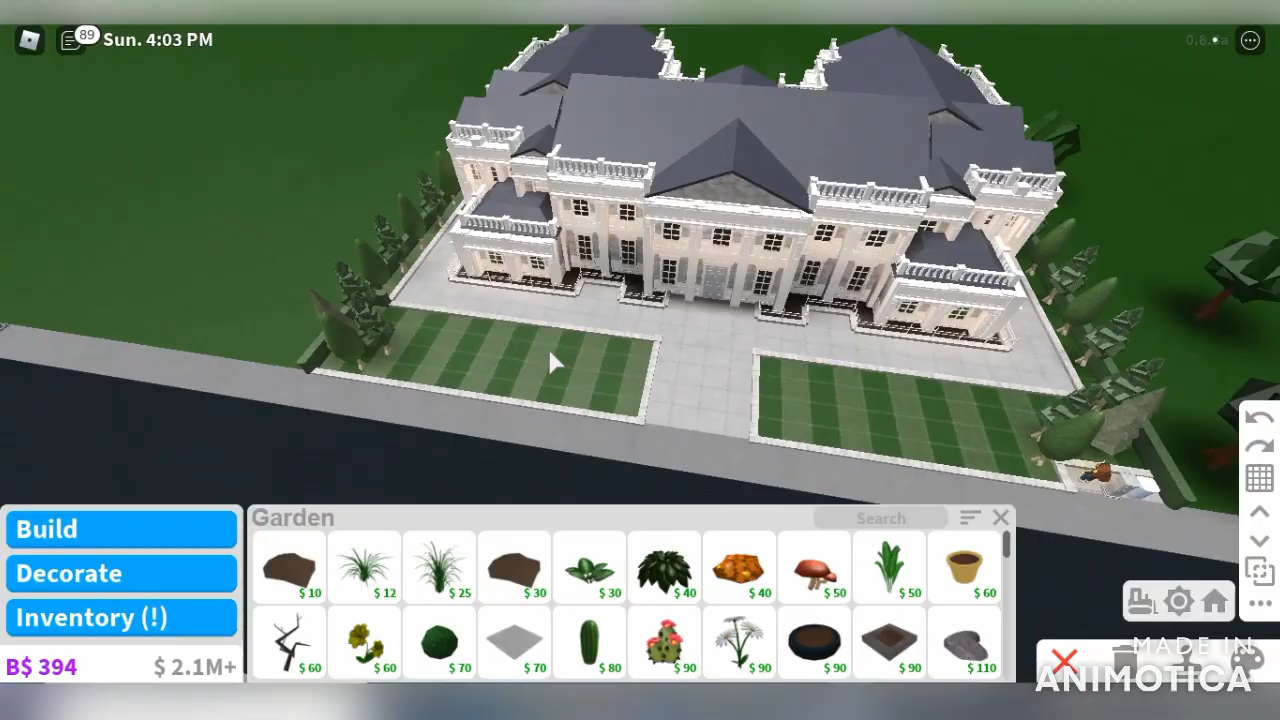 89
Sun. 4:03 PM
Build
Decorate
Inventory (!)
B$ 394
$ 2.1M+
Garden
Search
$ 10
$ 12
$ 25
$ 30
$ 30
$ 40
$ 40
$ 50
$ 50
$ 60
$ 60
$ 60
$ 70
$ 70
$ 80
$ 90
$ 90
$ 90
$ 90
$ 110
MADE IN
ANIMOTICA